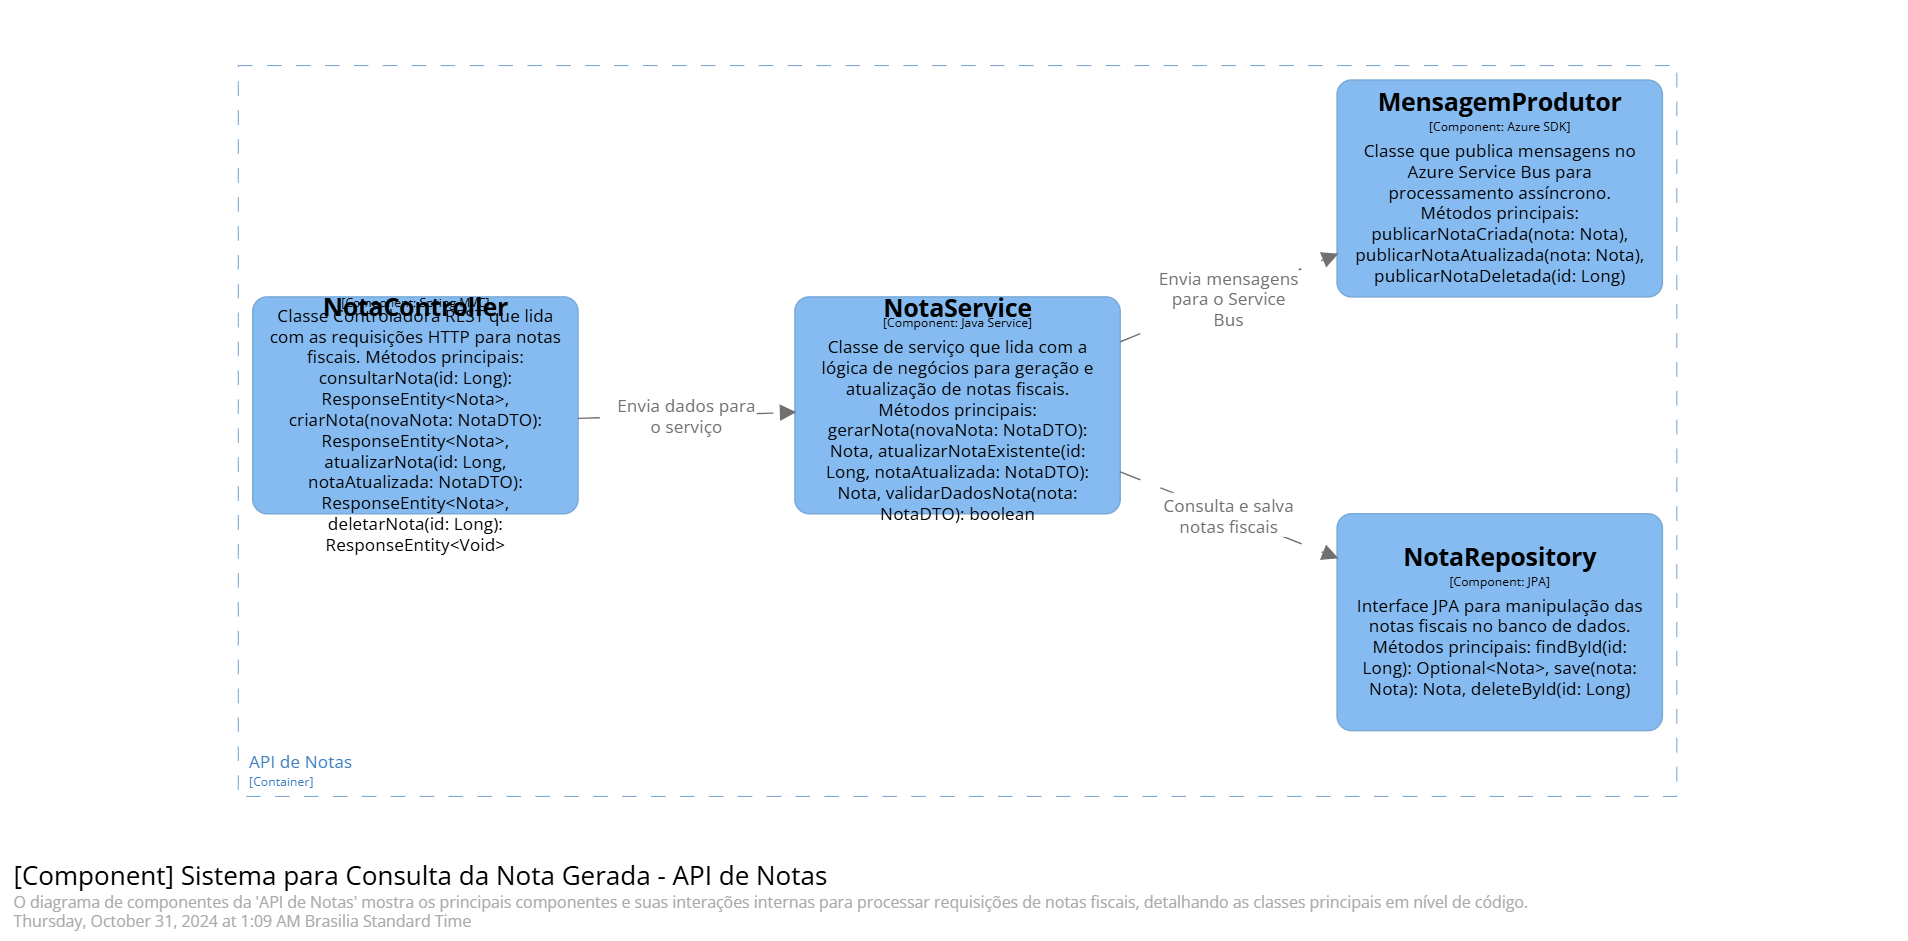 MensagemProdutor
[Component: Azure SDK]
Classe que publica mensagens no
Azure Service Bus para
processamento assíncrono.
Métodos principais:
publicarNotaCriada(nota: Nota),
publicarNotaAtualizada(nota: Nota),
publicarNotaDeletada(id: Long)
NotaController
[Component: Spring MVC]
Classe Controladora REST que lida
com as requisições HTTP para notas
fiscais. Métodos principais:
consultarNota(id: Long):
ResponseEntity<Nota>,
criarNota(novaNota: NotaDTO):
ResponseEntity<Nota>,
atualizarNota(id: Long,
notaAtualizada: NotaDTO):
ResponseEntity<Nota>,
deletarNota(id: Long):
ResponseEntity<Void>
Envia dados para
o serviço
NotaService
[Component: Java Service]
Classe de serviço que lida com a
lógica de negócios para geração e
atualização de notas fiscais.
Métodos principais:
gerarNota(novaNota: NotaDTO):
Nota, atualizarNotaExistente(id:
Long, notaAtualizada: NotaDTO):
Nota, validarDadosNota(nota:
NotaDTO): boolean
Envia mensagens
para o Service
Bus
Consulta e salva
notas fiscais
NotaRepository
[Component: JPA]
Interface JPA para manipulação das
notas fiscais no banco de dados.
Métodos principais: findById(id:
Long): Optional<Nota>, save(nota:
Nota): Nota, deleteById(id: Long)
API de Notas
[Container]
[Component] Sistema para Consulta da Nota Gerada - API de Notas
O diagrama de componentes da 'API de Notas' mostra os principais componentes e suas interações internas para processar requisições de notas fiscais, detalhando as classes principais em nível de código.
Thursday, October 31, 2024 at 1:09 AM Brasilia Standard Time